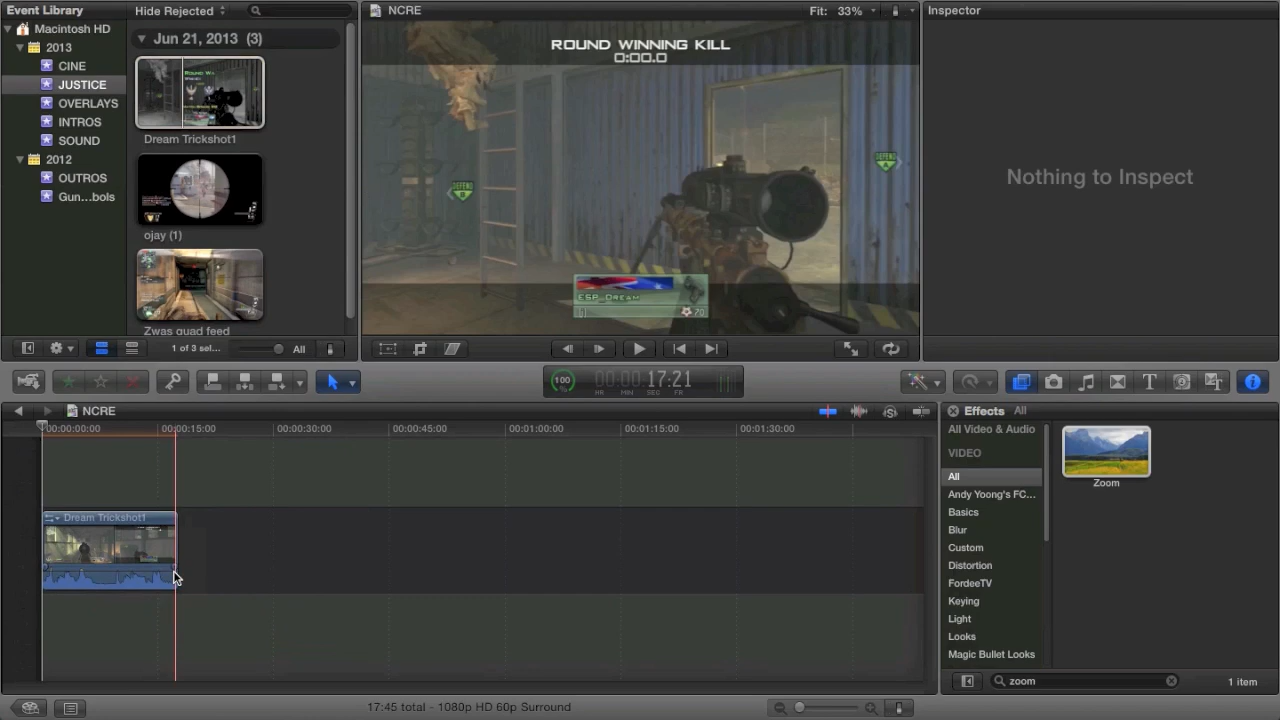 Event Library
Hide Rejected
NCRE
Fit: 33%
Inspector
Macintosh HD
2013
CINE
JUSTICE
OVERLAYS
INTROS
SOUND
2012
OUTROS
Gun...bols
Jun 21, 2013 (3)
Dream Trickshot1
ojay (1)
Zwas quad feed
1 of 3 sel...
All
ROUND WINNING KILL
0:00.0
DEFEND
DEFEND
ESP_DREAM
70
Nothing to Inspect
100
%
00:00:17:21
HR MIN SEC FR
NCRE
00:00:00:00
00:00:15:00
00:00:30:00
00:00:45:00
00:01:00:00
00:01:15:00
00:01:30:00
Dream Trickshot1
Effects All
All Video & Audio
VIDEO
All
Andy Yoong's FC...
Basics
Blur
Custom
Distortion
FordeeTV
Keying
Light
Looks
Magic Bullet Looks
Zoom
zoom
1 item
17:45 total - 1080p HD 60p Surround